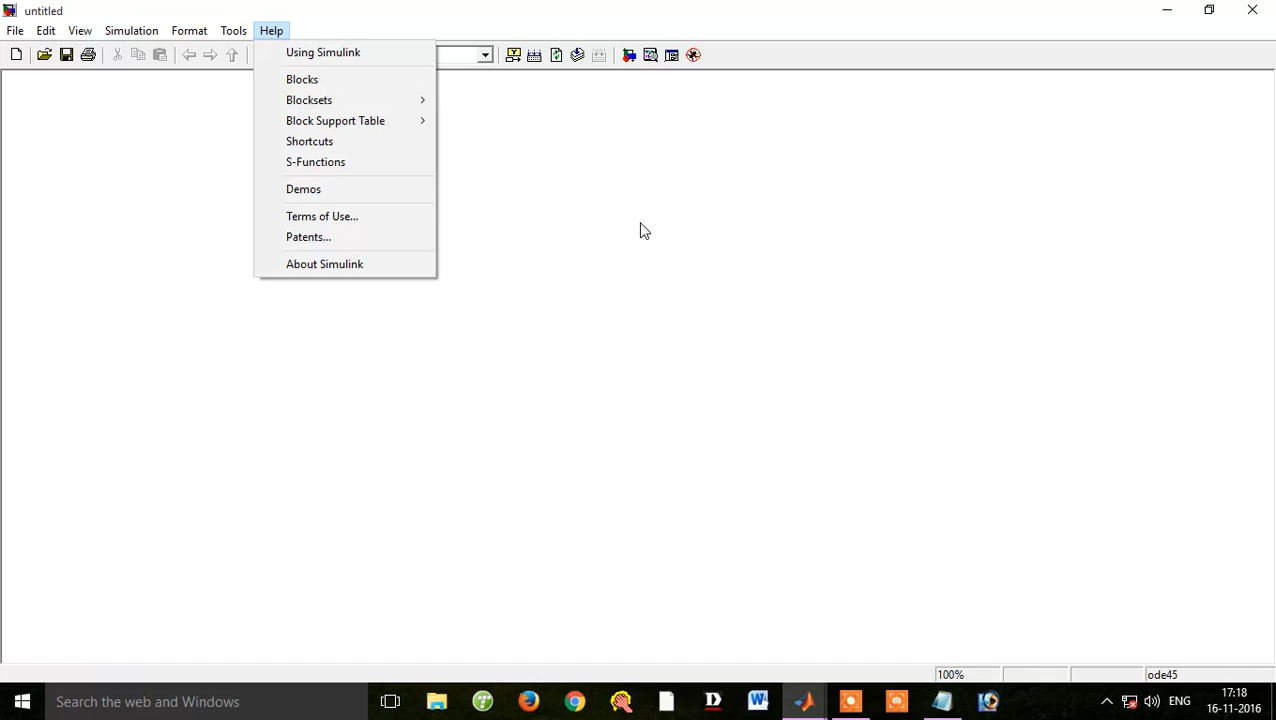 untitled
File Edit View Simulation Format Tools Help
Using Simulink
Blocks
Blocksets
Block Support Table
Shortcuts
S-Functions
Demos
Terms of Use...
Patents...
About Simulink
100% ode45
Search the web and Windows
ENG
17:18
16-11-2016